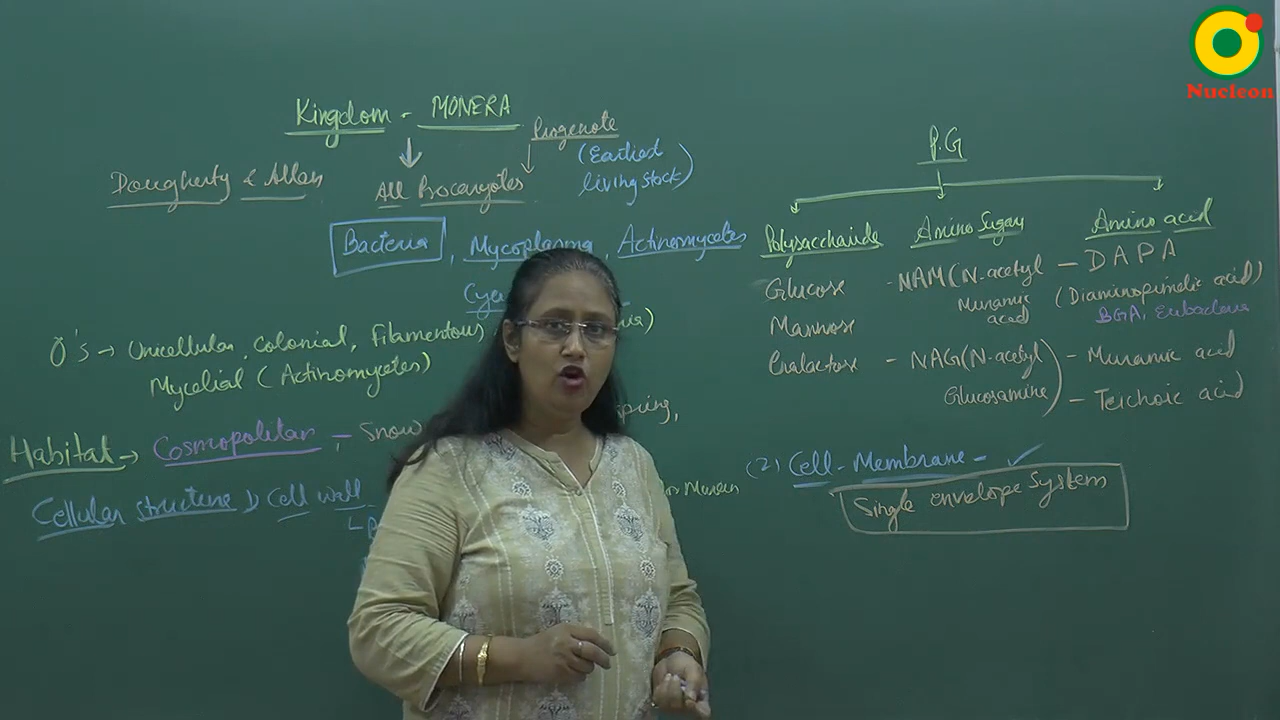 Nucleon
Kingdom - MONERA
Progenote
(Earliest
living stock)
Dougherty & Allen
All Procaryotes
Bacteria, Mycoplasma, Actinomycetes
O's → Unicellular, Colonial, Filamentous
Mycelial (Actinomycetes)
Habitat → Cosmopolitan - Snow
Cellular structure 1) Cell wall
P.G
Polysaccharide Amino Sugar Amino acid
Glucose - NAM (N-acetyl - DAPA
Mannose Muramic (Diaminopimelic acid)
acid BGA, Eubacteria
Galactose - NAG (N-acetyl - Muramic acid
Glucosamine) - Teichoic acid
(2) Cell-Membrane - ✓
Single envelope System